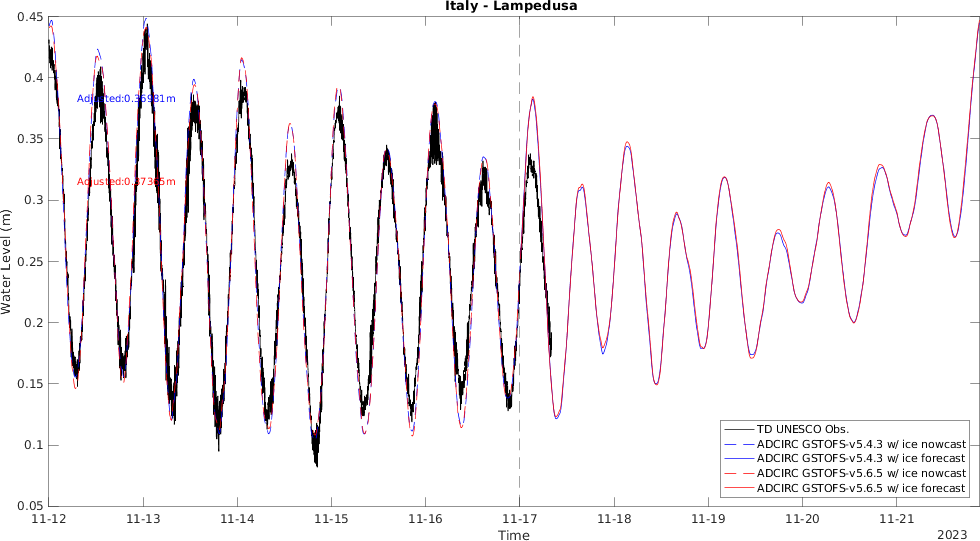 Italy - Lampedusa
Water Level (m)
0.45
0.4
0.35
0.3
0.25
0.2
0.15
0.1
0.05
Adjusted:0.35981m
TD UNESCO Obs.
ADCIRC GSTOFS-v5.4.3 w/ ice nowcast
ADCIRC GSTOFS-v5.4.3 w/ ice forecast
ADCIRC GSTOFS-v5.6.5 w/ ice nowcast
ADCIRC GSTOFS-v5.6.5 w/ ice forecast
11-12 11-13 11-14 11-15 11-16 11-17 11-18 11-19 11-20 11-21
Time
2023